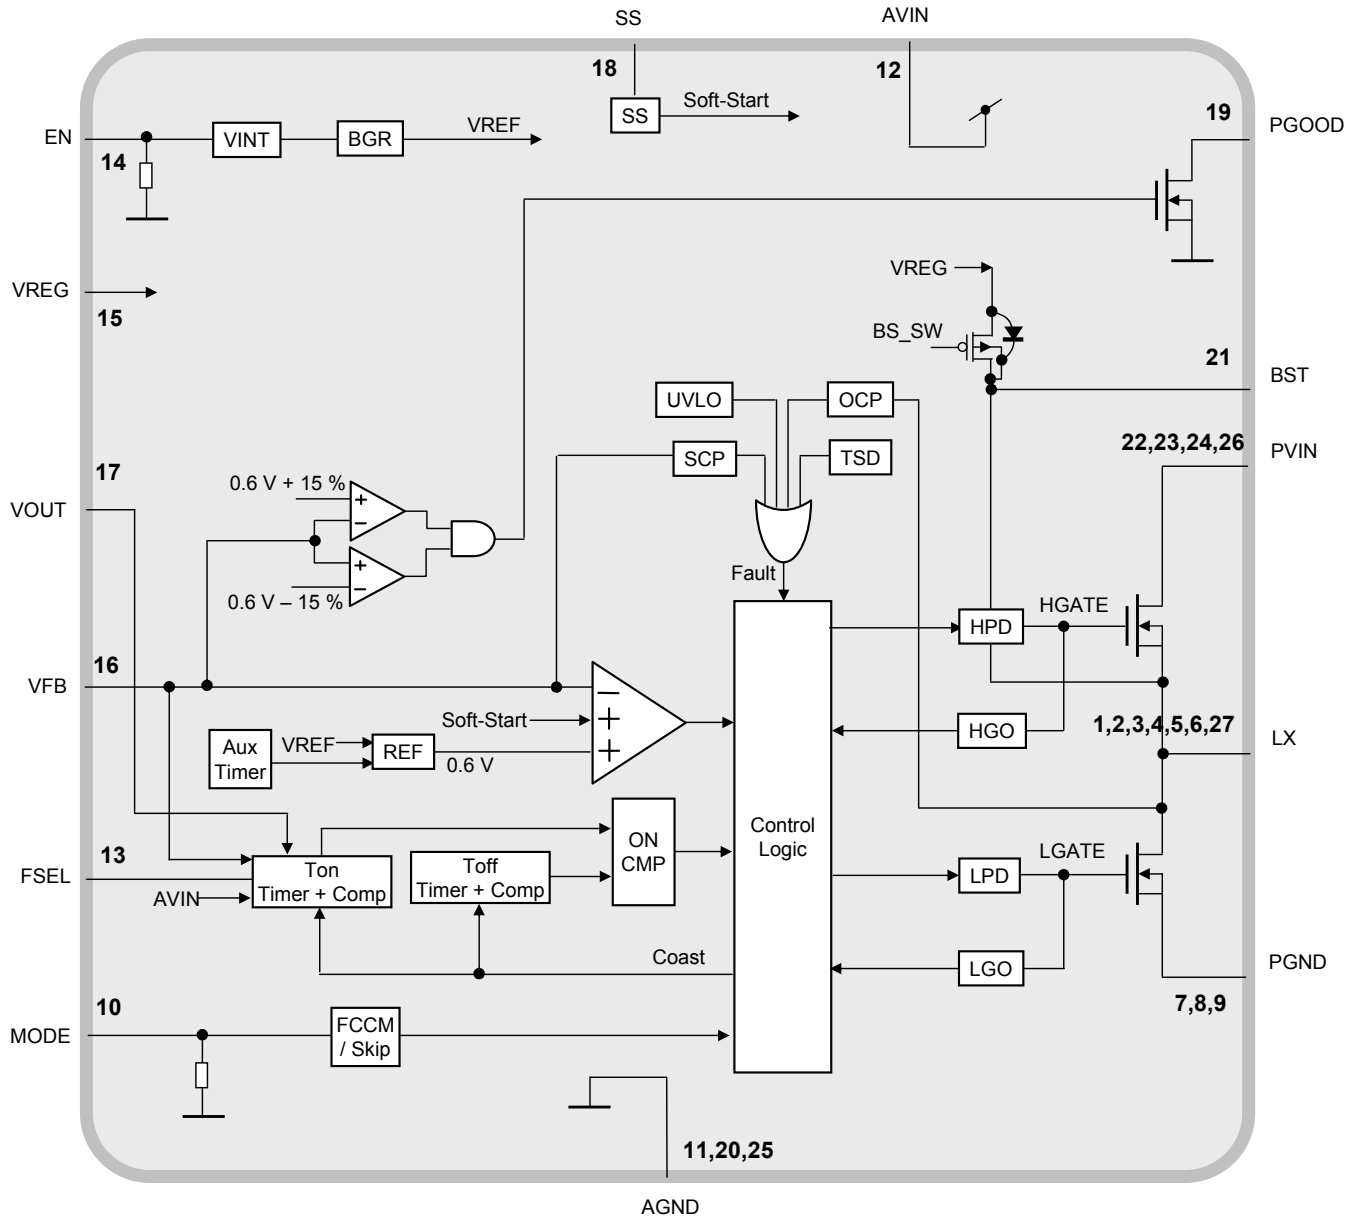 SS
AVIN
18
12
19
SS
Soft-Start
EN
14
VINT
BGR
VREF
PGOOD
VREG
15
VREG
BS_SW
21
BST
UVLO
OCP
22,23,24,26
PVIN
SCP
TSD
17
VOUT
0.6 V + 15 %
+
−
+
−
0.6 V – 15 %
Fault
HPD
HGATE
16
VFB
−
+
+
Soft-Start
Aux
Timer
VREF
REF
0.6 V
HGO
1,2,3,4,5,6,27
LX
Control
Logic
ON
CMP
13
FSEL
AVIN
Ton
Timer + Comp
Toff
Timer + Comp
LPD
LGATE
Coast
LGO
PGND
7,8,9
10
MODE
FCCM
/ Skip
11,20,25
AGND